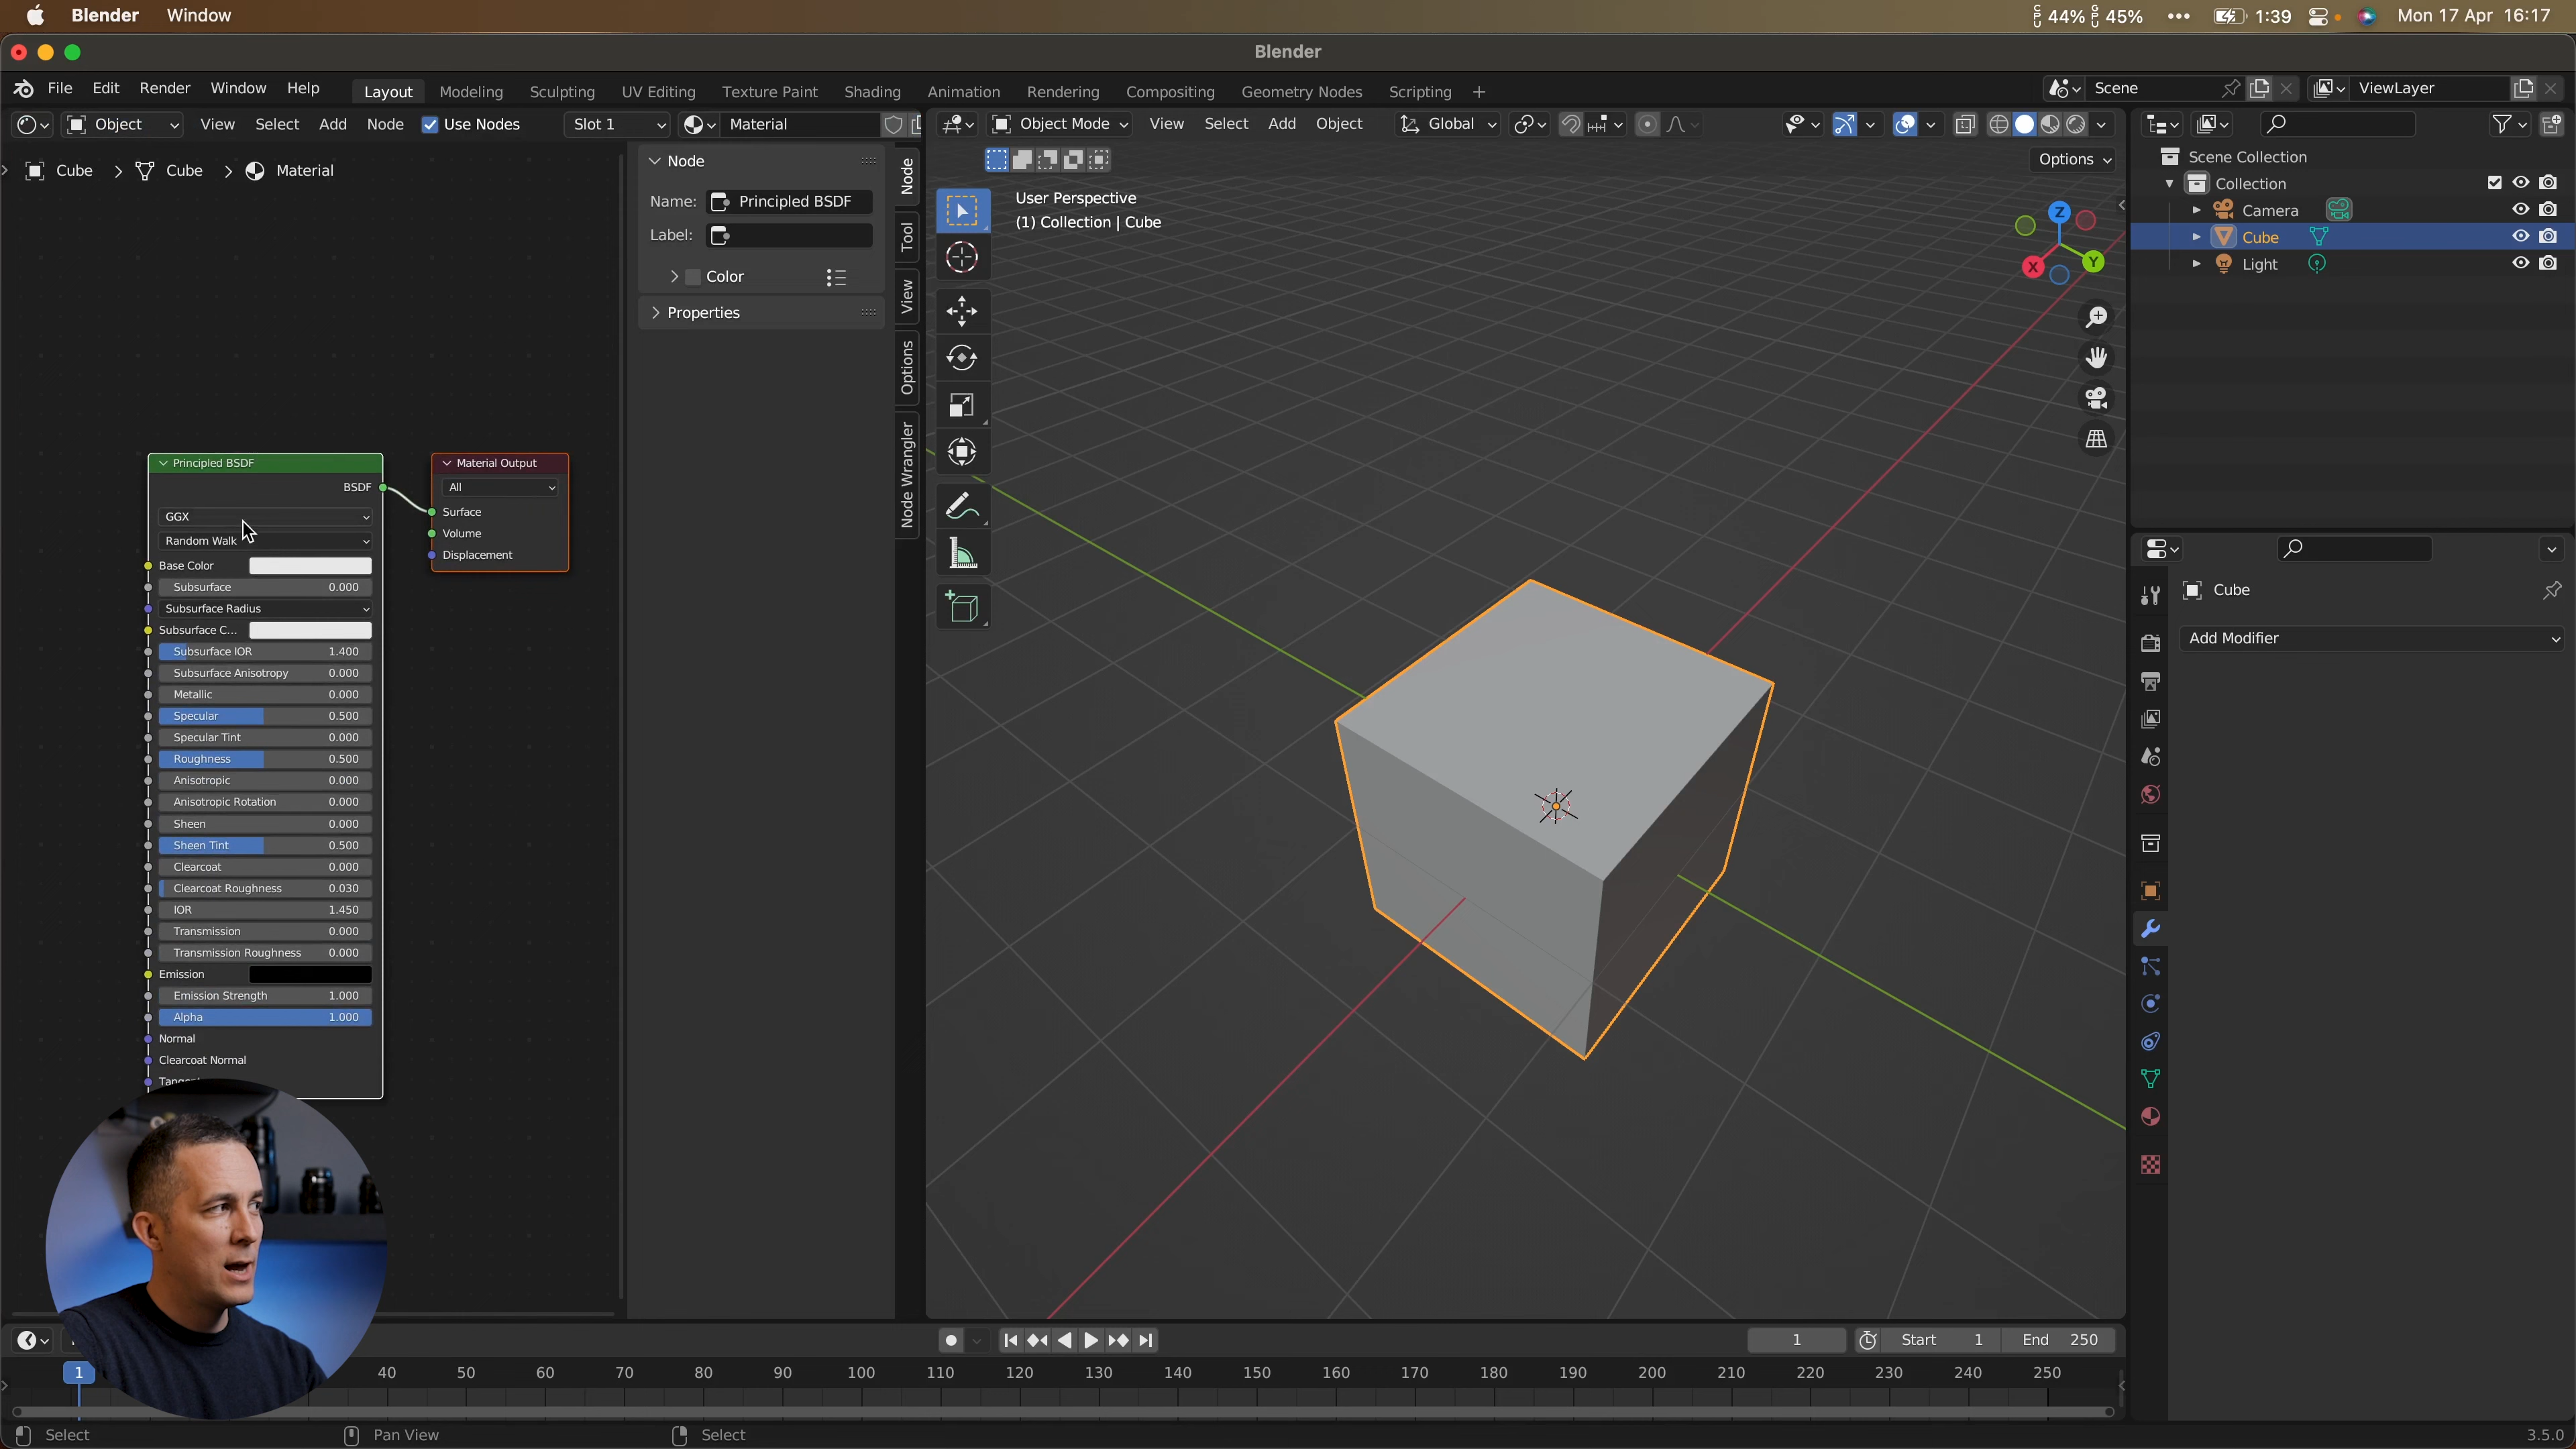 Blender Window
44% 45% ••• 1:39 Mon 17 Apr 16:17
Blender
File Edit Render Window Help Layout Modeling Sculpting UV Editing Texture Paint Shading Animation Rendering Compositing Geometry Nodes Scripting +
Scene ViewLayer
Object View Select Add Node Use Nodes Slot 1 Material
Object Mode View Select Add Object Global
Options
Cube > Cube > Material
Node
Name: Principled BSDF
Label:
Color
Properties
Node
Tool
View
Options
Node Wrangler
User Perspective
(1) Collection | Cube
Z
Y
X
Scene Collection
Collection
Camera
Cube
Light
Principled BSDF
BSDF
GGX
Random Walk
Base Color
Subsurface 0.000
Subsurface Radius
Subsurface C...
Subsurface IOR 1.400
Subsurface Anisotropy 0.000
Metallic 0.000
Specular 0.500
Specular Tint 0.000
Roughness 0.500
Anisotropic 0.000
Anisotropic Rotation 0.000
Sheen 0.000
Sheen Tint 0.500
Clearcoat 0.000
Clearcoat Roughness 0.030
IOR 1.450
Transmission 0.000
Transmission Roughness 0.000
Emission
Emission Strength 1.000
Alpha 1.000
Normal
Clearcoat Normal
Material Output
All
Surface
Volume
Displacement
Cube
Add Modifier
1 Start 1 End 250
1 40 50 60 70 80 90 100 110 120 130 140 150 160 170 180 190 200 210 220 230 240 250
Select Pan View Select 3.5.0